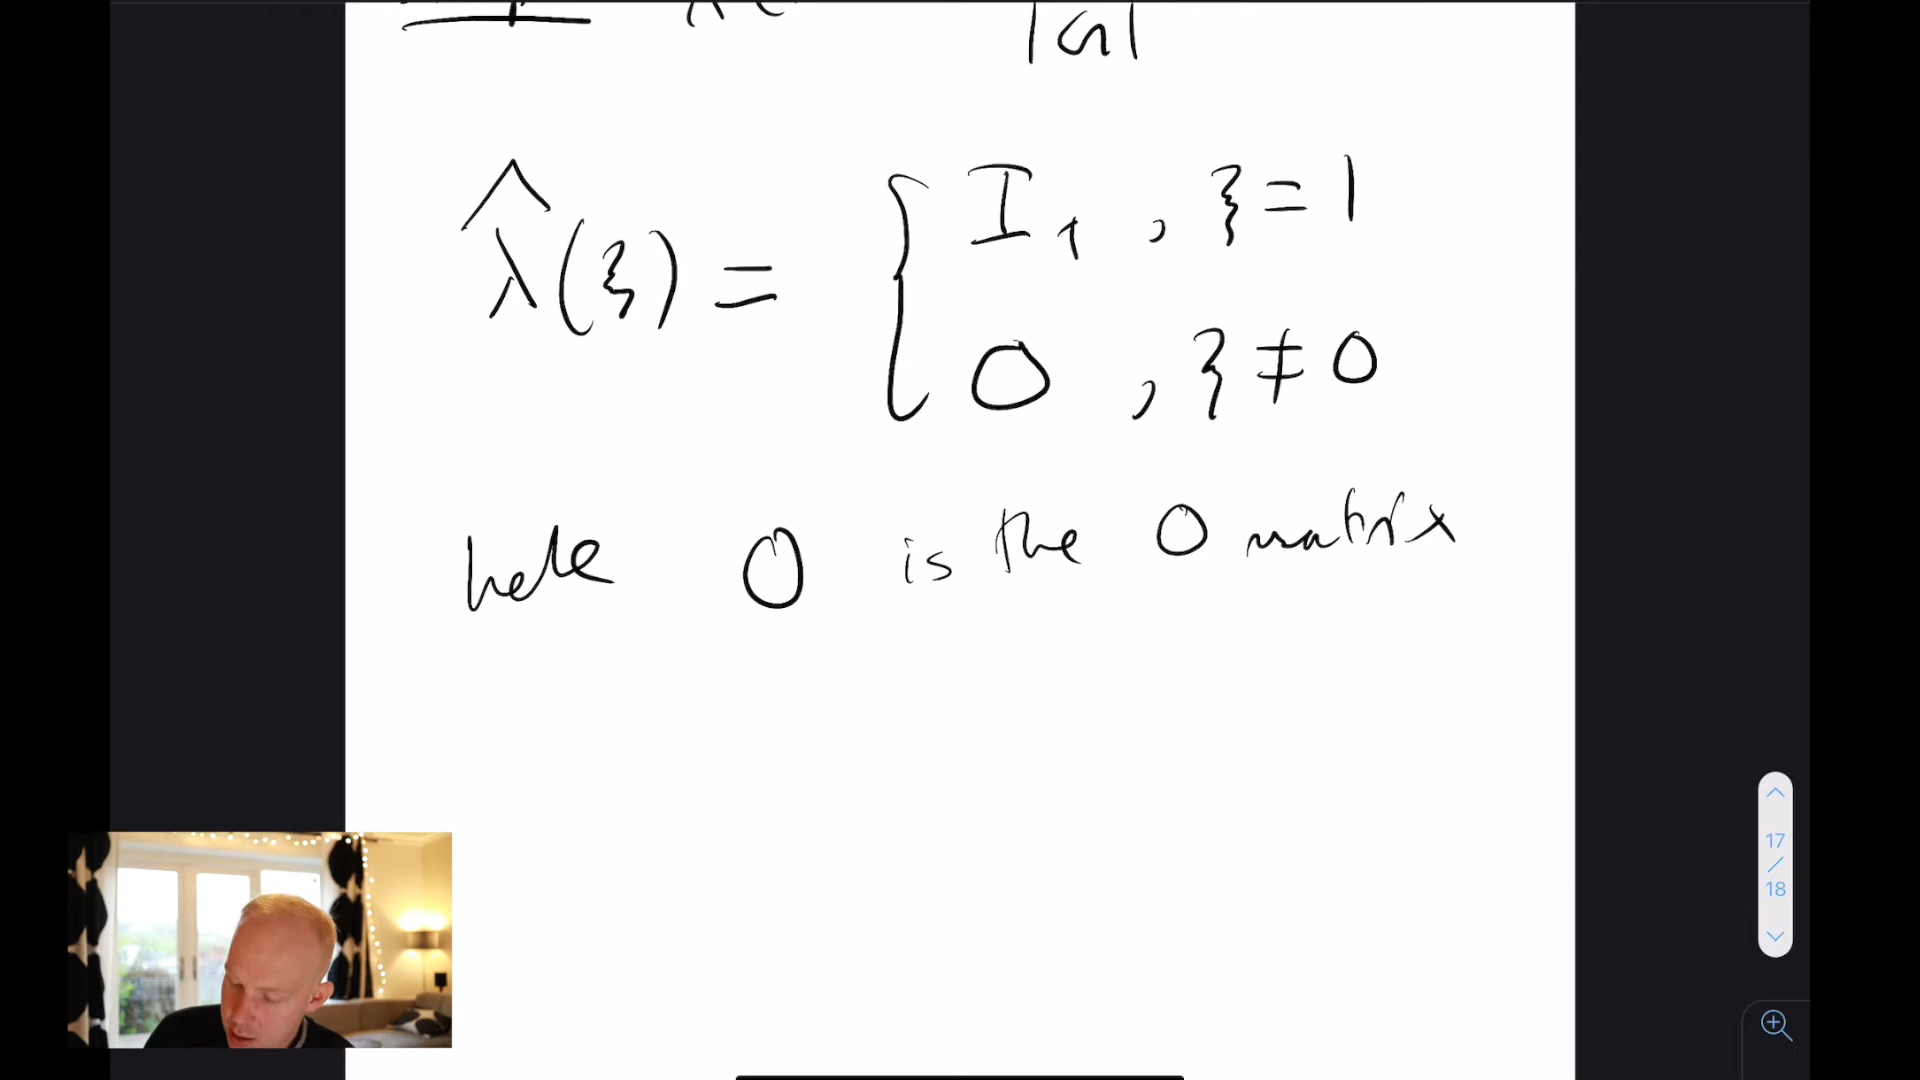 |G|
λ̂(ξ) = { I₁ , ξ = 1
0 , ξ ≠ 0
here 0 is the 0 matrix
17
/
18